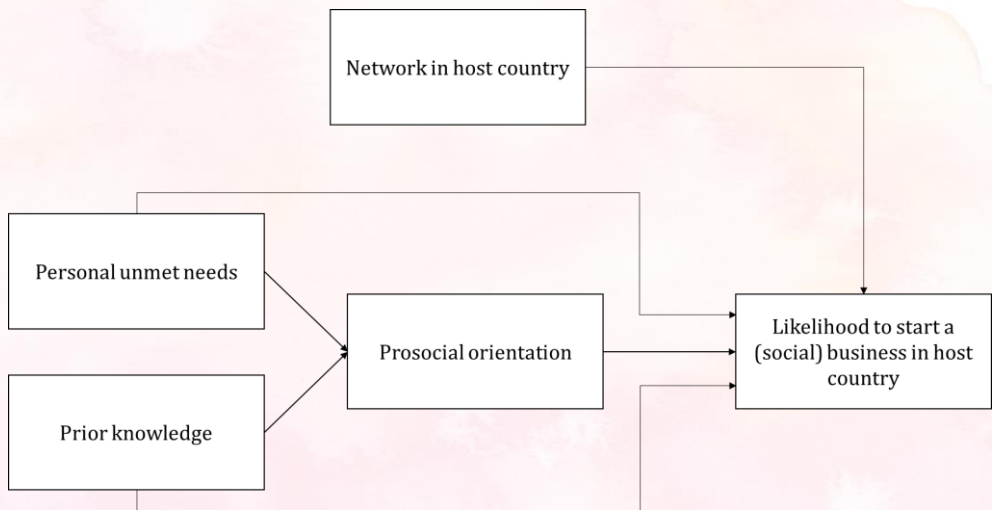 Network in host country
Personal unmet needs
Prosocial orientation
Likelihood to start a
(social) business in host
country
Prior knowledge